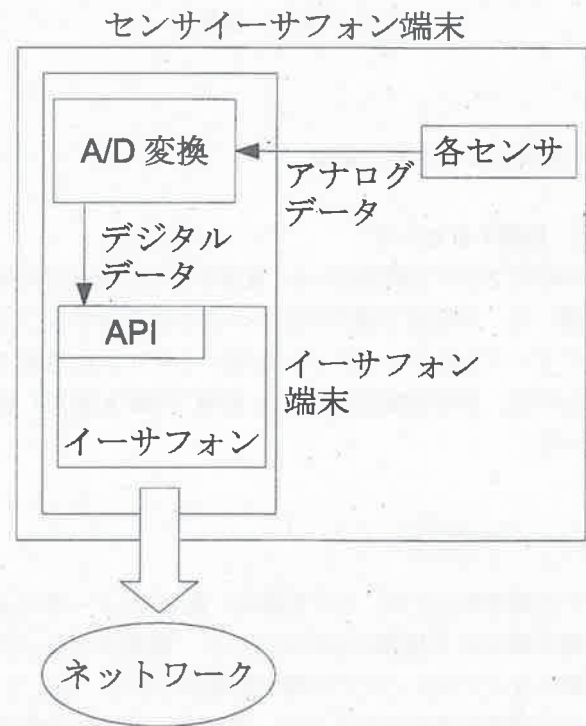 センサイーサフォン端末
A/D 変換
各センサ
アナログ
データ
デジタル
データ
API
イーサフォン
端末
イーサフォン
ネットワーク